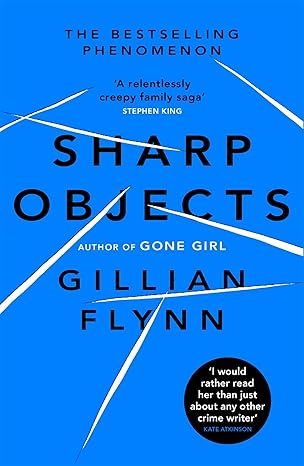 THE BESTSELLING
PHENOMENON
‘A relentlessly
creepy family saga’
STEPHEN KING
SHARP
OBJECTS
AUTHOR OF GONE GIRL
GILLIAN
FLYNN
‘I would
rather read
her than just
about any other
crime writer’
KATE ATKINSON